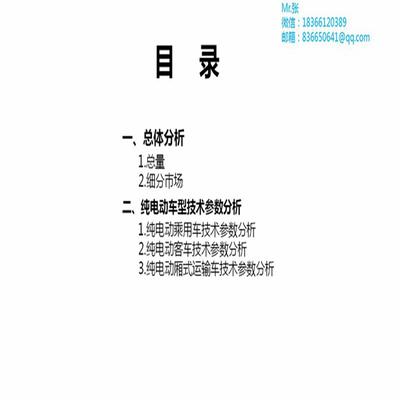 Mr.张
微信：18366120389
邮箱：836650641@qq.com
目 录
一、总体分析
1.总量
2.细分市场
二、纯电动车型技术参数分析
1.纯电动乘用车技术参数分析
2.纯电动客车技术参数分析
3.纯电动厢式运输车技术参数分析